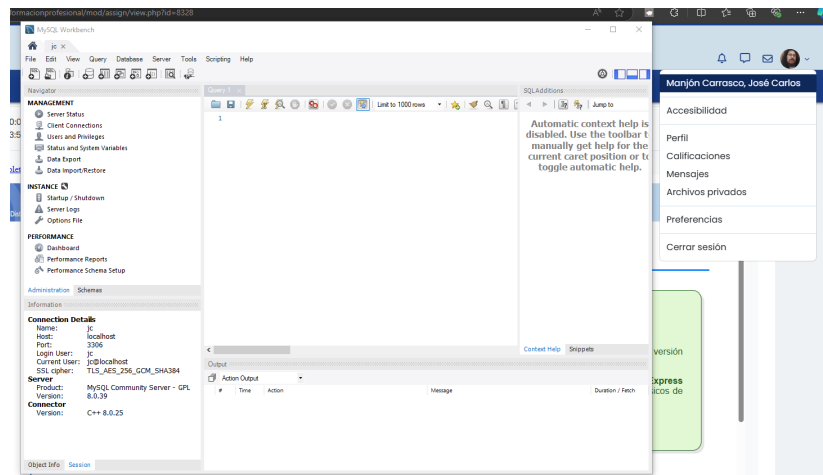 formacionprofesional/mod/assign/view.php?id=8328
MySQL Workbench
jc
File Edit View Query Database Server Tools Scripting Help
Navigator
MANAGEMENT
Server Status
Client Connections
Users and Privileges
Status and System Variables
Data Export
Data Import/Restore
INSTANCE
Startup / Shutdown
Server Logs
Options File
PERFORMANCE
Dashboard
Performance Reports
Performance Schema Setup
Administration Schemas
Information
Connection Details
Name: jc
Host: localhost
Port: 3306
Login User: jc
Current User: jc@localhost
SSL cipher: TLS_AES_256_GCM_SHA384
Server
Product: MySQL Community Server - GPL
Version: 8.0.39
Connector
Version: C++ 8.0.25
Object Info Session
Query 1
Limit to 1000 rows
1
SQLAdditions
Jump to
Automatic context help is
disabled. Use the toolbar t
manually get help for the
current caret position or to
toggle automatic help.
Context Help Snippets
Output
Action Output
# Time Action Message Duration / Fetch
Manjón Carrasco, José Carlos
Accesibilidad
Perfil
Calificaciones
Mensajes
Archivos privados
Preferencias
Cerrar sesión
versión
Express
sicos de